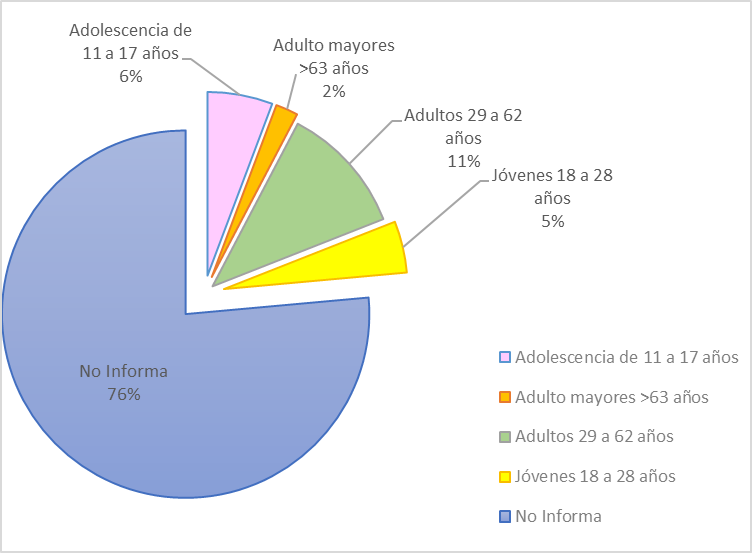 Adolescencia de
11 a 17 años
6%
Adulto mayores
>63 años
2%
Adultos 29 a 62
años
11%
Jóvenes 18 a 28
años
5%
No Informa
76%
Adolescencia de 11 a 17 años
Adulto mayores >63 años
Adultos 29 a 62 años
Jóvenes 18 a 28 años
No Informa